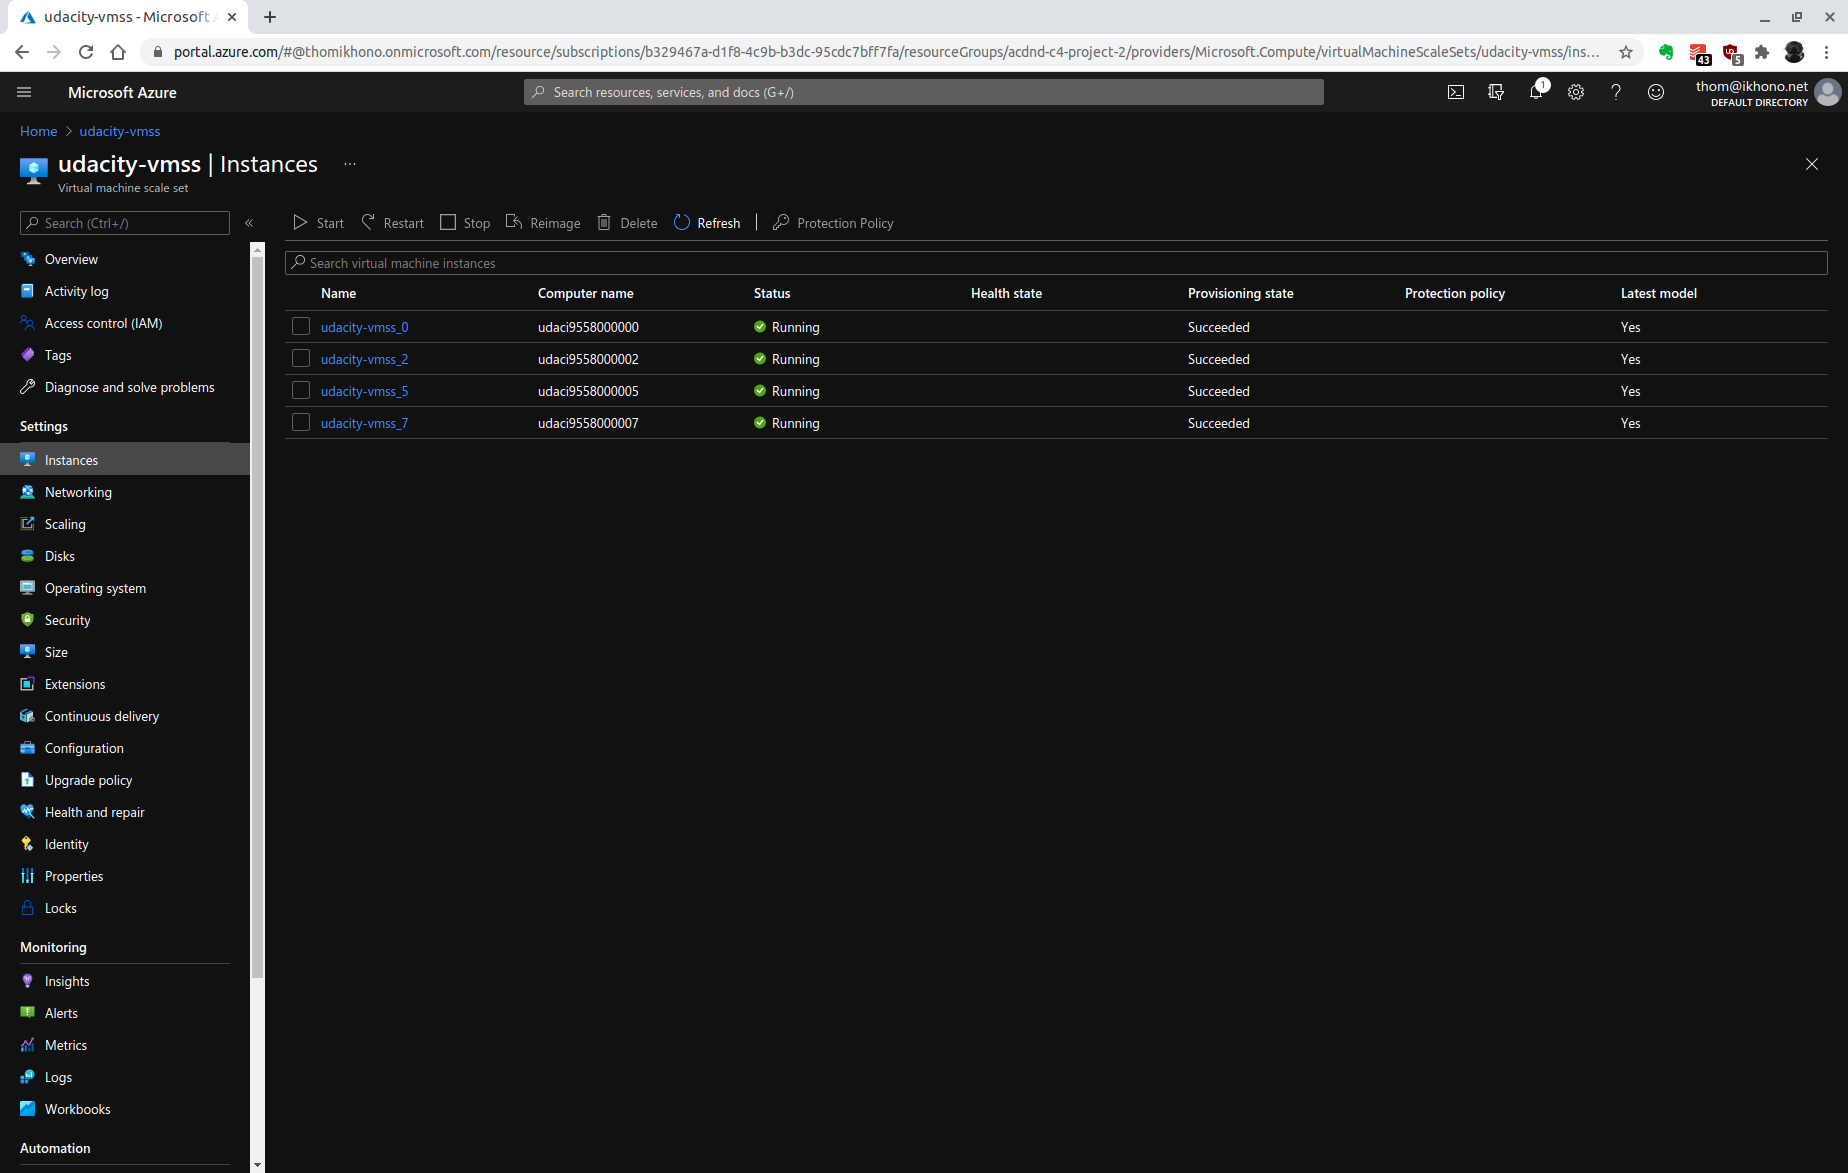 udacity-vmss - Microsoft A
portal.azure.com/#@thomikhono.onmicrosoft.com/resource/subscriptions/b329467a-d1f8-4c9b-b3dc-95cdc7bff7fa/resourceGroups/acdnd-c4-project-2/providers/Microsoft.Compute/virtualMachineScaleSets/udacity-vmss/ins...
43
5
Microsoft Azure
Search resources, services, and docs (G+/)
1
thom@ikhono.net
DEFAULT DIRECTORY
Home > udacity-vmss
udacity-vmss | Instances ...
Virtual machine scale set
Search (Ctrl+/)
«
Overview
Activity log
Access control (IAM)
Tags
Diagnose and solve problems
Settings
Instances
Networking
Scaling
Disks
Operating system
Security
Size
Extensions
Continuous delivery
Configuration
Upgrade policy
Health and repair
Identity
Properties
Locks
Monitoring
Insights
Alerts
Metrics
Logs
Workbooks
Automation
Start Restart Stop Reimage Delete Refresh | Protection Policy
Search virtual machine instances
Name Computer name Status Health state Provisioning state Protection policy Latest model
udacity-vmss_0 udaci9558000000 Running Succeeded Yes
udacity-vmss_2 udaci9558000002 Running Succeeded Yes
udacity-vmss_5 udaci9558000005 Running Succeeded Yes
udacity-vmss_7 udaci9558000007 Running Succeeded Yes